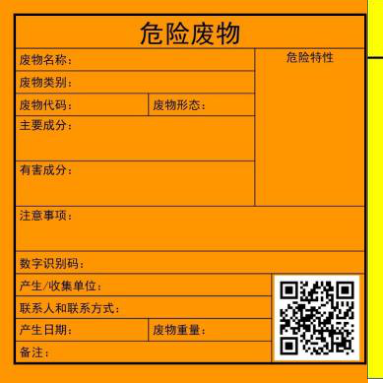 危险废物
废物名称：
危险特性
废物类别：
废物代码： 废物形态：
主要成分：
有害成分：
注意事项：
数字识别码：
产生/收集单位：
联系人和联系方式：
产生日期： 废物重量：
备注：